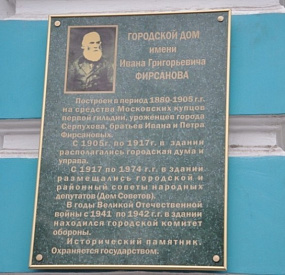 ГОРОДСКОЙ ДОМ
имени
Ивана Григорьевича
ФИРСАНОВА
Построен в период 1880-1905 г.г.
на средства Московских купцов
первой гильдии, уроженцев города
Серпухова, братьев Ивана и Петра
Фирсановых.
С 1905г. по 1917г. в здании
располагались городская дума и
управа.
С 1917 по 1974 г.г. в здании
размещались городской и
районный советы народных
депутатов (Дом Советов).
В годы Великой Отечественной
войны с 1941 по 1942 г.г. в здании
находился городской комитет
обороны.
Исторический памятник.
Охраняется государством.